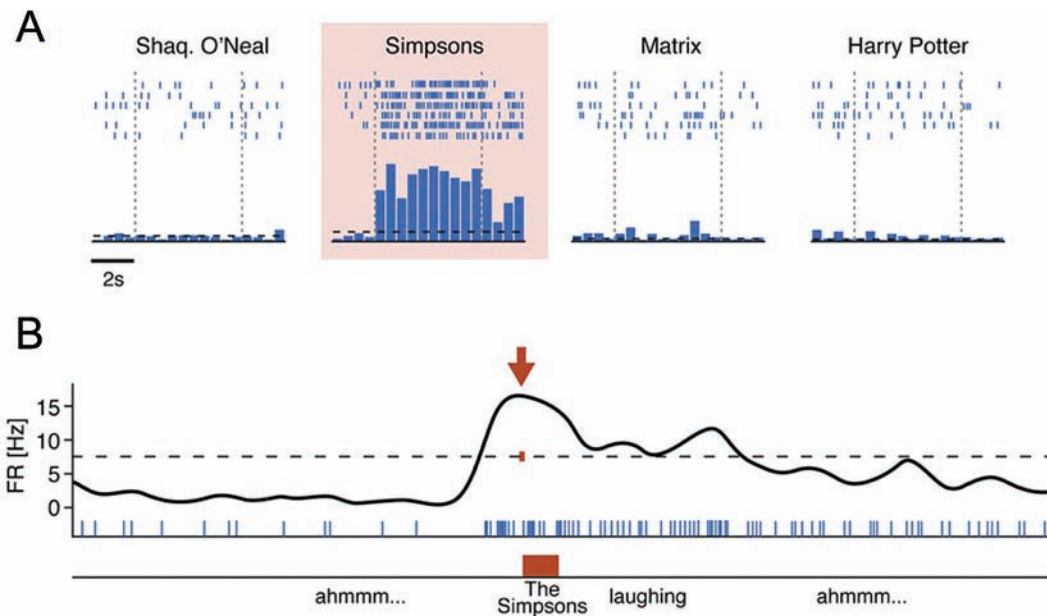 A
Shaq. O'Neal
Simpsons
Matrix
Harry Potter
2s
B
FR [Hz]
15
10
5
0
ahmmm...
The
Simpsons
laughing
ahmmm...